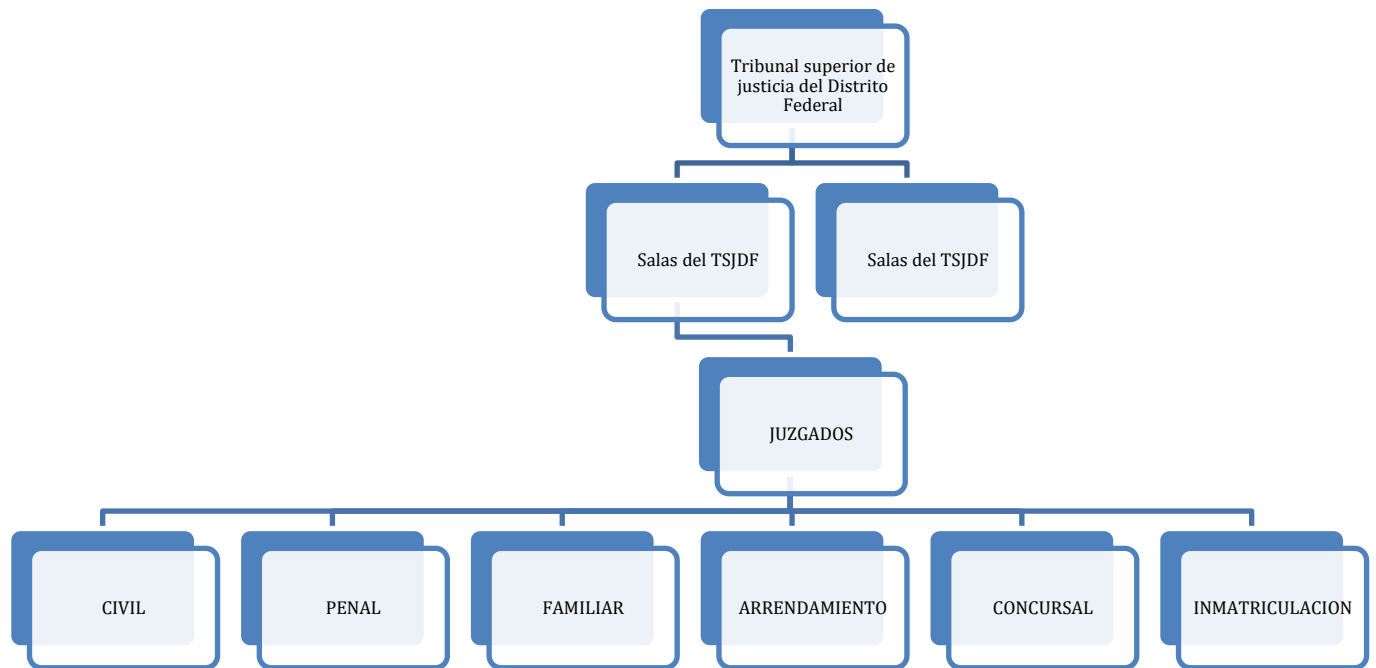 Tribunal superior de
justicia del Distrito
Federal
Salas del TSJDF
Salas del TSJDF
JUZGADOS
CIVIL
PENAL
FAMILIAR
ARRENDAMIENTO
CONCURSAL
INMATRICULACION